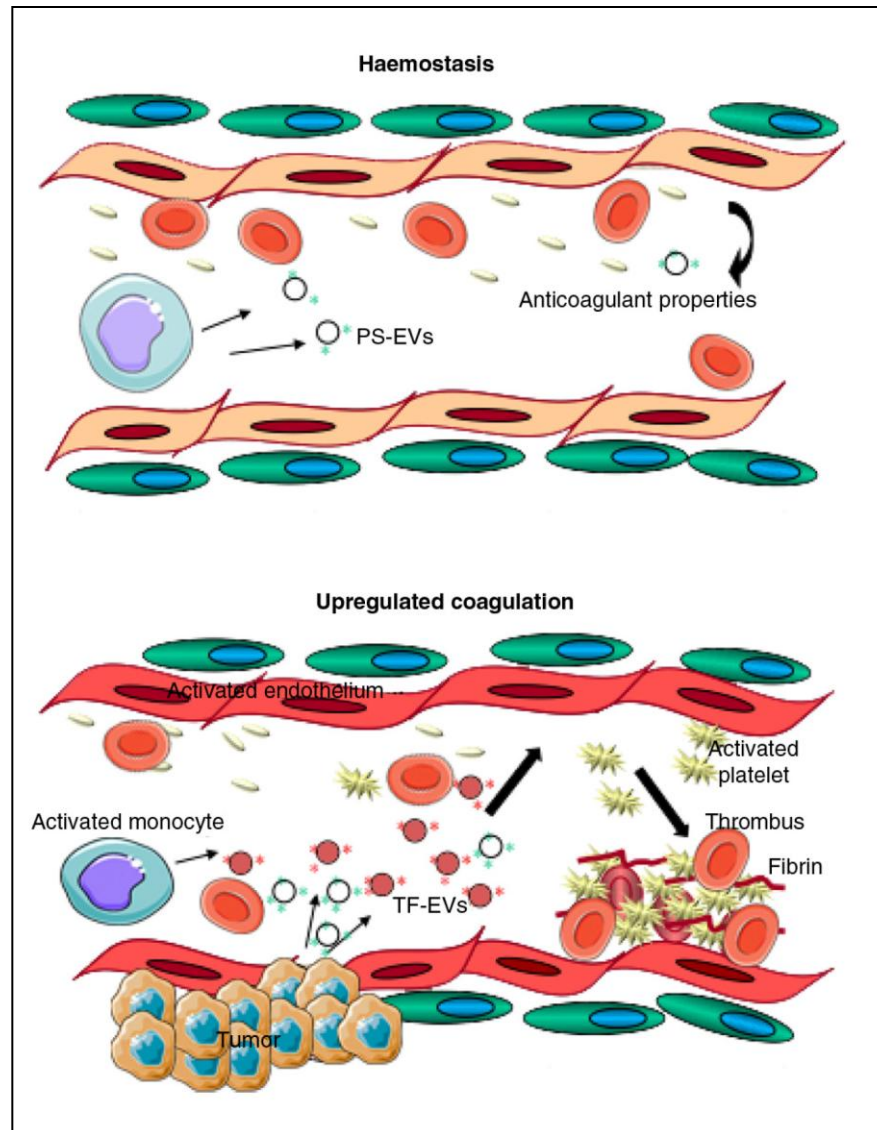 Haemostasis
Anticoagulant properties
PS-EVs
Upregulated coagulation
Activated endothelium
Activated
platelet
Activated monocyte
Thrombus
Fibrin
TF-EVs
Tumor